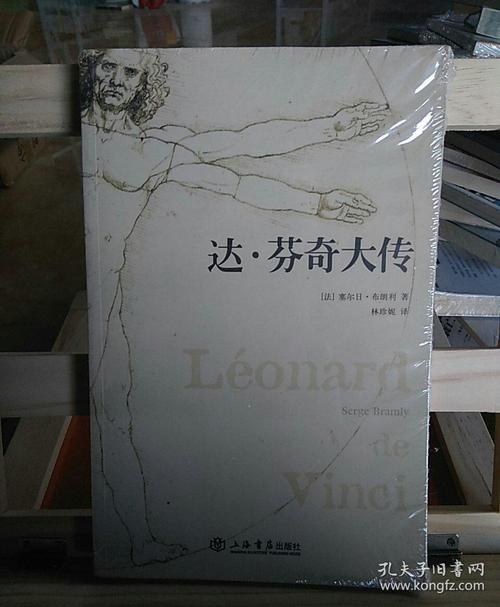 达·芬奇大传
[法] 塞尔日·布朗利 著
林珍妮 译
Léonard
Serge Bramly
de
Vinci
上海书店出版社
孔夫子旧书网
www.kongfz.com